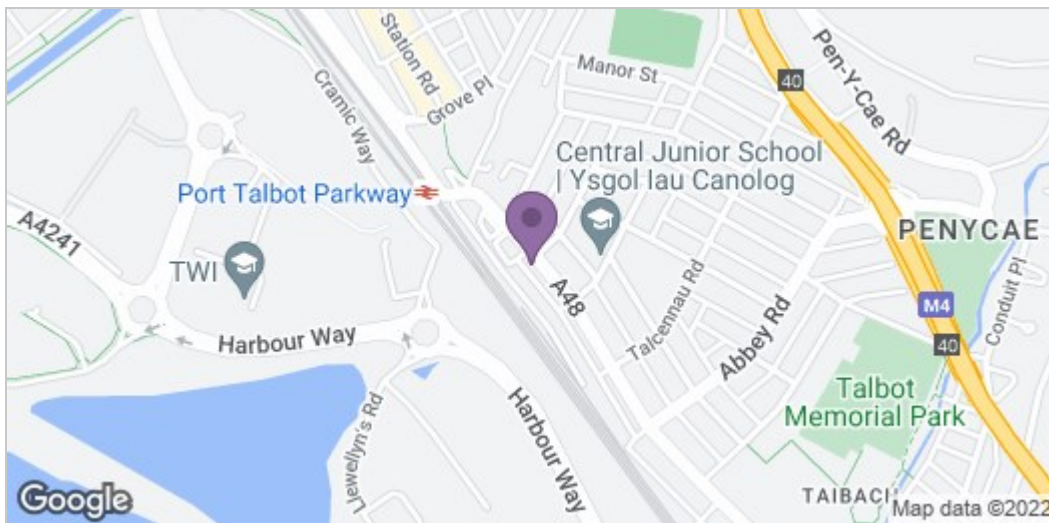 Station Rd
Grove Pl
Manor St
40
Pen-Y-Cae Rd
Cramic Way
Central Junior School
| Ysgol Iau Canolog
Port Talbot Parkway
A4241
TWI
PENYCAE
A48
Conduit Pl
M4
Talcennau Rd
Abbey Rd
40
Harbour Way
Llewellyn's Rd
Harbour Way
Talbot
Memorial Park
TAIBACH
Google
Map data ©2022